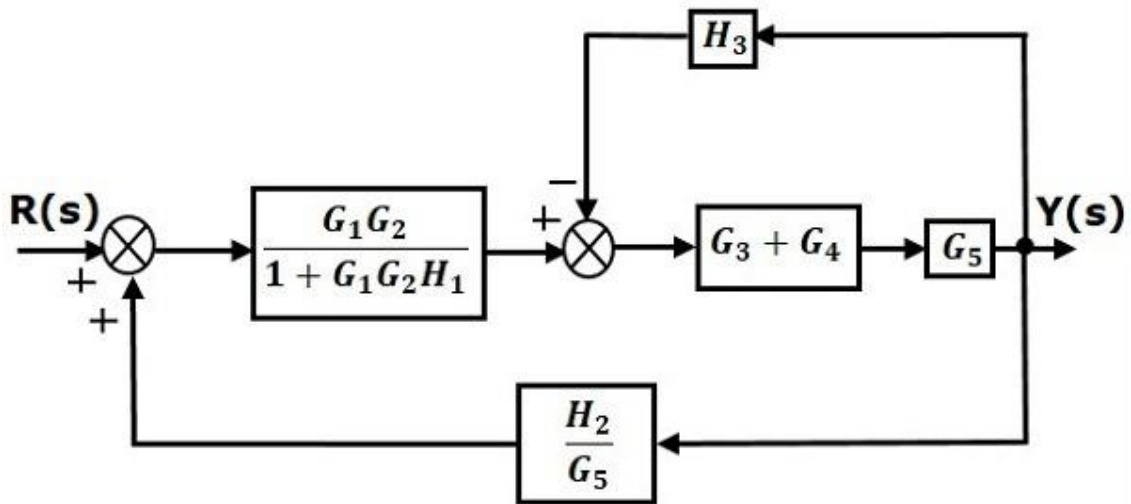 H₃
−
R(s)
+
Y(s)
G₁G₂
1 + G₁G₂H₁
G₃ + G₄
G₅
+
+
H₂
G₅